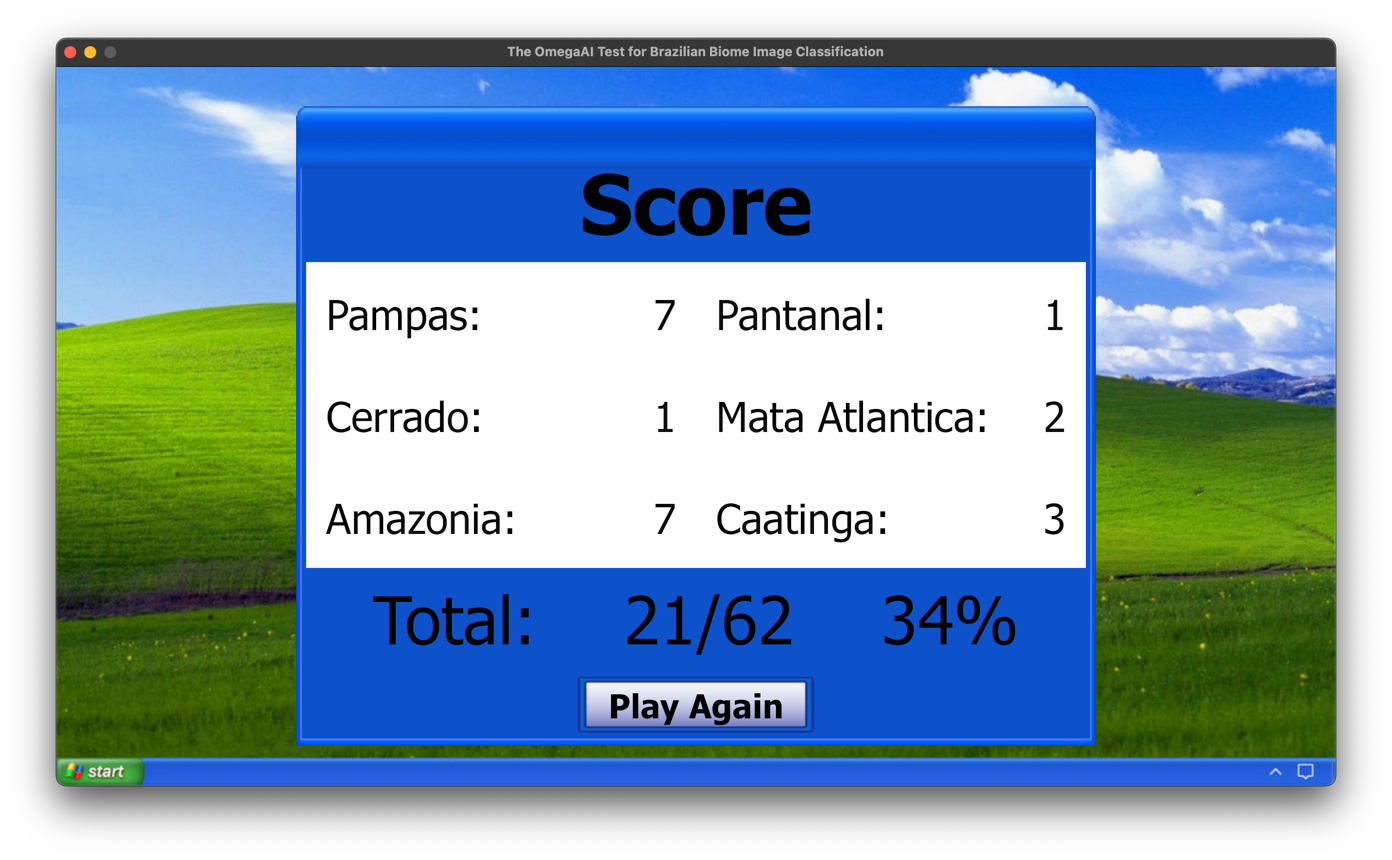 The OmegaAI Test for Brazilian Biome Image Classification
Score
Pampas: 7 Pantanal: 1
Cerrado: 1 Mata Atlantica: 2
Amazonia: 7 Caatinga: 3
Total: 21/62 34%
Play Again
start